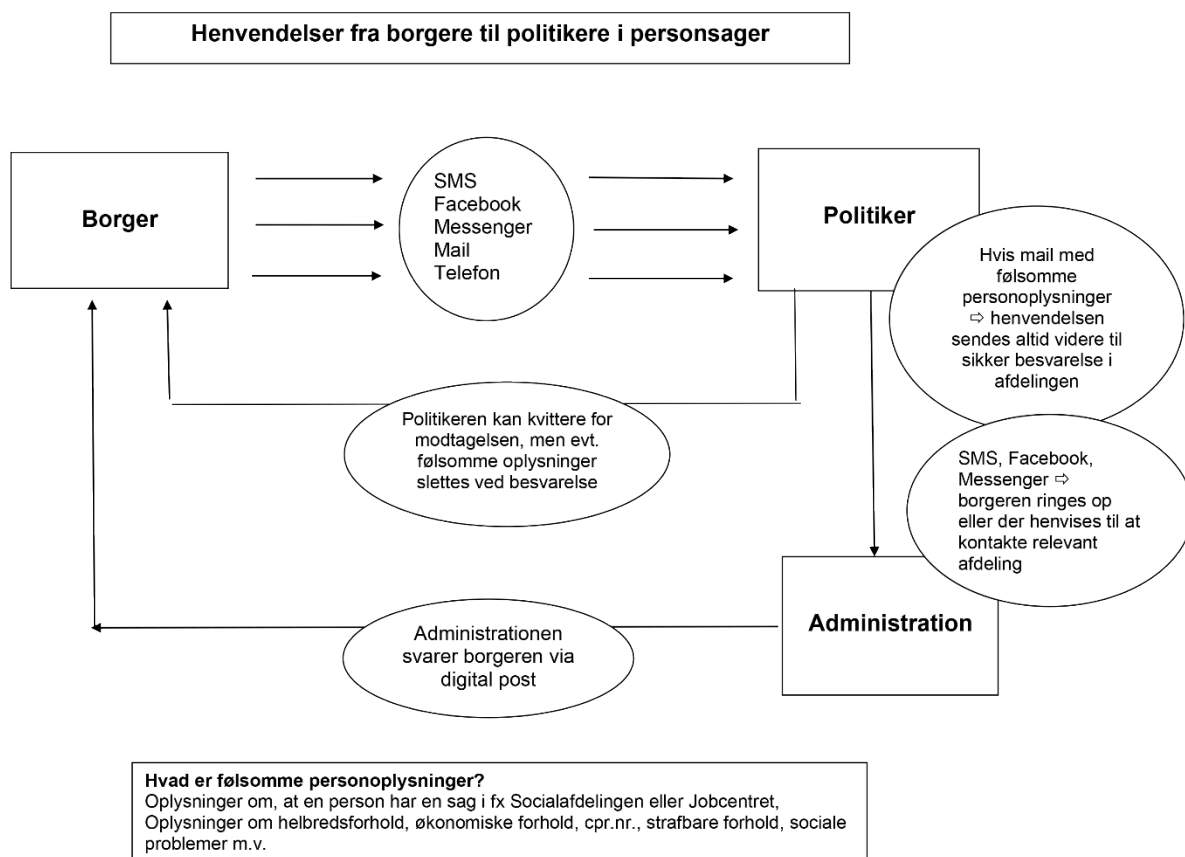 Henvendelser fra borgere til politikere i personsager
Borger
SMS
Facebook
Messenger
Mail
Telefon
Politiker
Hvis mail med
følsomme
personoplysninger
⇨ henvendelsen
sendes altid videre til
sikker besvarelse i
afdelingen
Politikeren kan kvittere for
modtagelsen, men evt.
følsomme oplysninger
slettes ved besvarelse
SMS, Facebook,
Messenger ⇨
borgeren ringes op
eller der henvises til at
kontakte relevant
afdeling
Administrationen
svarer borgeren via
digital post
Administration
Hvad er følsomme personoplysninger?
Oplysninger om, at en person har en sag i fx Socialafdelingen eller Jobcentret,
Oplysninger om helbredsforhold, økonomiske forhold, cpr.nr., strafbare forhold, sociale
problemer m.v.